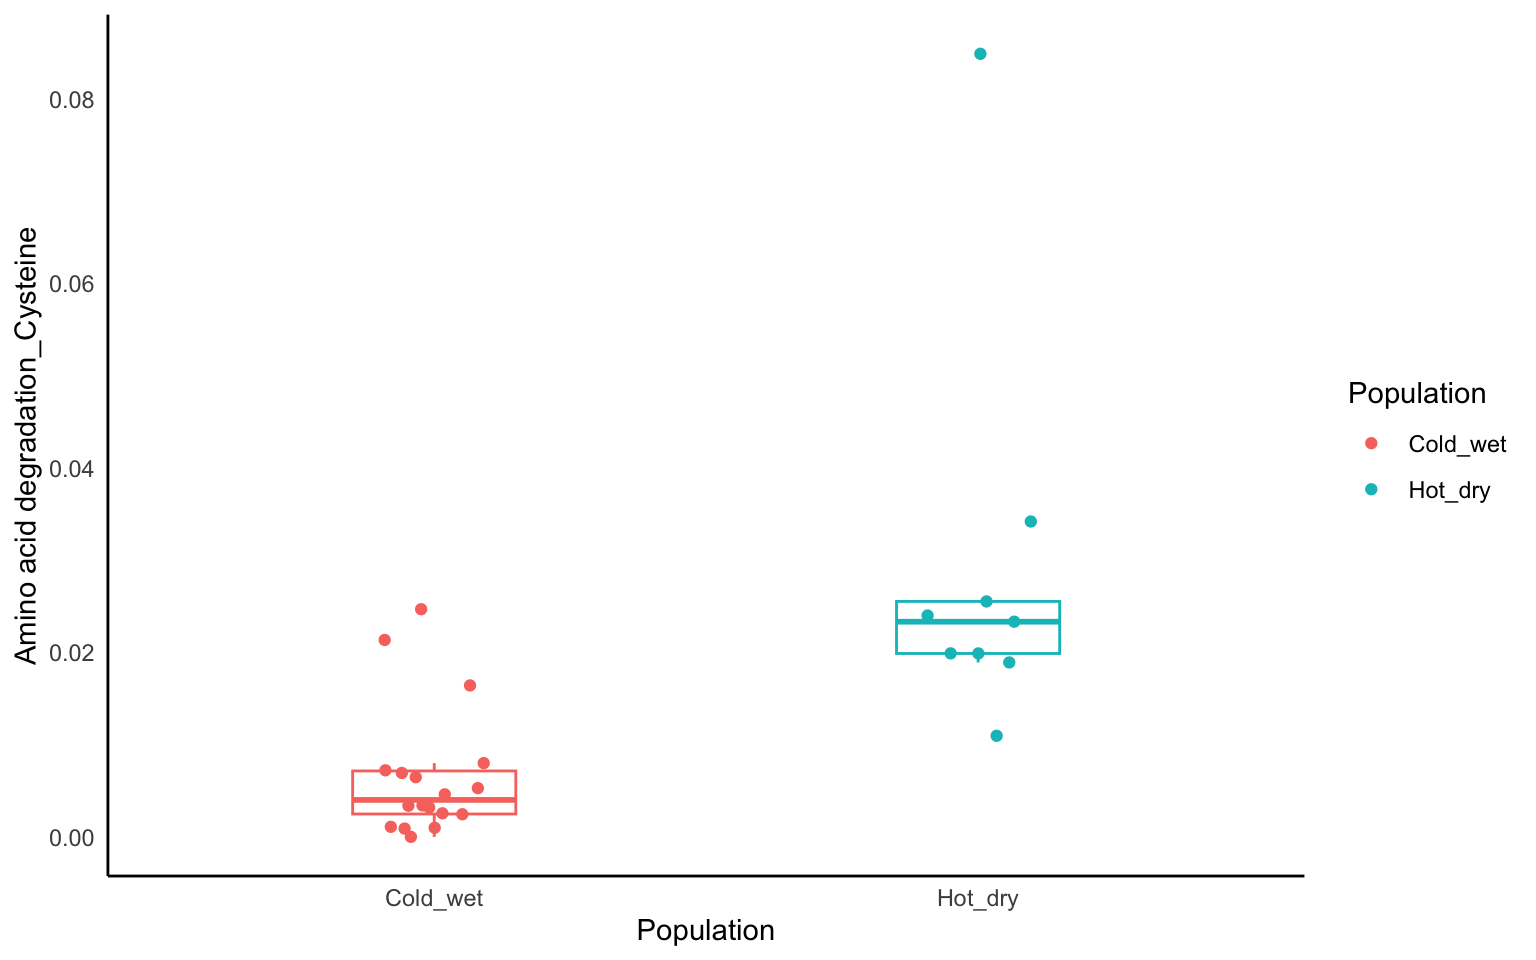 Amino acid degradation_Cysteine
0.08
0.06
0.04
0.02
0.00
Cold_wet
Hot_dry
Population
Population
Cold_wet
Hot_dry